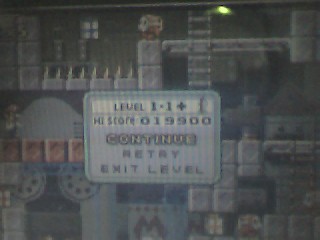 LEVEL 1-1+
Hi Score 019900
CONTINUE
RETRY
EXIT LEVEL
M